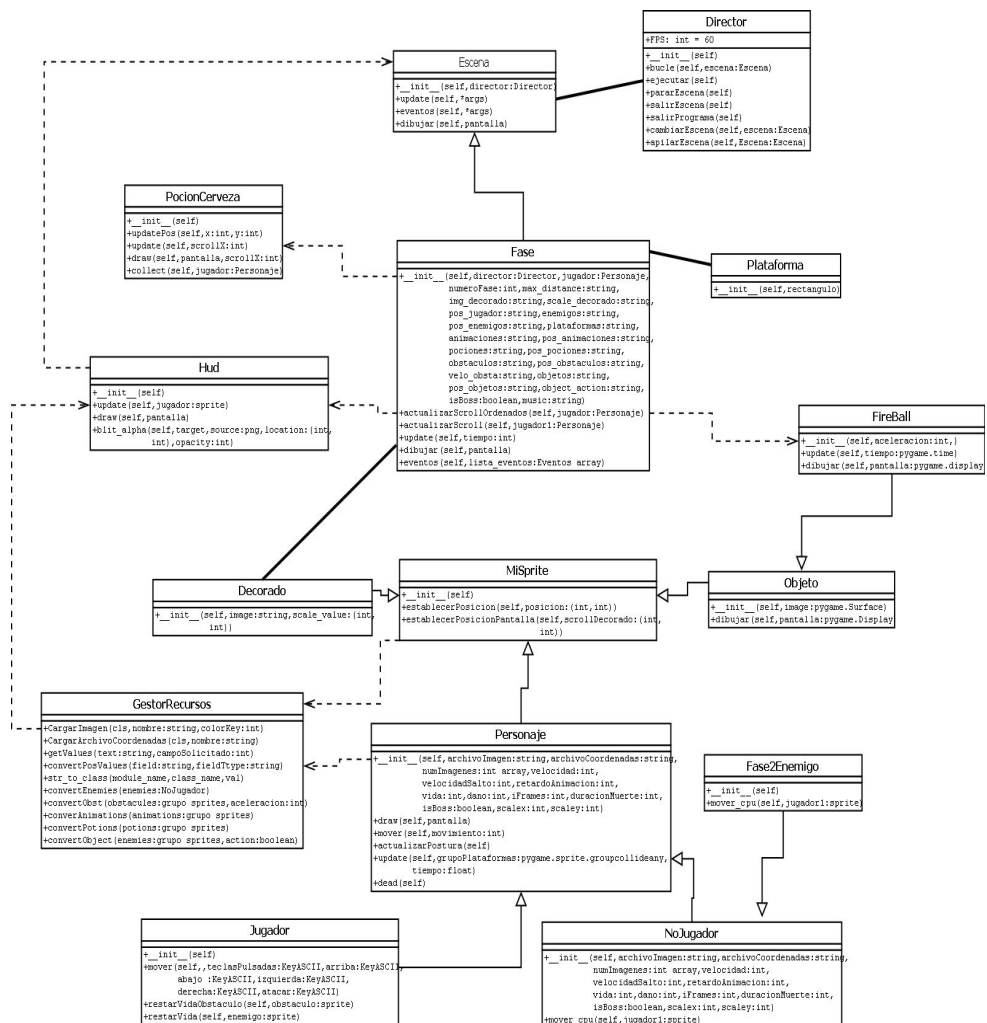 Director
+FPS: int = 60
+__init__(self)
+bucle(self,escena:Escena)
+ejecutar(self)
+pararEscena(self)
+salirEscena(self)
+salirPrograma(self)
+cambiarEscena(self,escena:Escena)
+apilarEscena(self,Escena:Escena)
Escena
+__init__(self,director:Director)
+update(self,*args)
+eventos(self,*args)
+dibujar(self,pantalla)
PocionCerveza
+__init__(self)
+updatePos(self,x:int,y:int)
+update(self,scrollX:int)
+draw(self,pantalla,scrollX:int)
+collect(self,jugador:Personaje)
Fase
+__init__(self,director:Director,jugador:Personaje,
numeroFase:int,max_distance:string,
img_decorado:string,scale_decorado:string,
pos_jugador:string,enemigos:string,
pos_enemigos:string,plataformas:string,
animaciones:string,pos_animaciones:string,
pociones:string,pos_pociones:string,
obstaculos:string,pos_obstaculos:string,
velo_obsta:string,objetos:string,
pos_objetos:string,object_action:string,
isBoss:boolean,music:string)
+actualizarScrollOrdenados(self,jugador:Personaje)
+actualizarScroll(self,jugador1:Personaje)
+update(self,tiempo:int)
+dibujar(self,pantalla)
+eventos(self,lista_eventos:Eventos array)
Plataforma
+__init__(self,rectangulo)
Hud
+__init__(self)
+update(self,jugador:sprite)
+draw(self,pantalla)
+blit_alpha(self,target,source:png,location:(int,
int),opacity:int)
FireBall
+__init__(self,aceleracion:int,)
+update(self,tiempo:pygame.time)
+dibujar(self,pantalla:pygame.display
Decorado
+__init__(self,image:string,scale_value:(int,
int))
MiSprite
+__init__(self)
+establecerPosicion(self,posicion:(int,int))
+establecerPosicionPantalla(self,scrollDecorado:(int,
int))
Objeto
+__init__(self,image:pygame.Surface)
+dibujar(self,pantalla:pygame.Display
GestorRecursos
+CargarImagen(cls,nombre:string,colorKey:int)
+CargarArchivoCoordenadas(cls,nombre:string)
+getValues(text:string,campoSolicitado:int)
+convertPosValues(field:string,fieldTtype:string)
+str_to_class(module_name,class_name,val)
+convertEnemies(enemies:NoJugador)
+convertObst(obstacules:grupo sprites,aceleracion:int)
+converAnimations(animations:grupo sprites)
+convertPotions(potions:grupo sprites)
+convertObject(enemies:grupo sprites,action:boolean)
Personaje
+__init__(self,archivoImagen:string,archivoCoordenadas:string,
numImagenes:int array,velocidad:int,
velocidadSalto:int,retardoAnimacion:int,
vida:int,dano:int,iFrames:int,duracionMuerte:int,
isBoss:boolean,scalex:int,scaley:int)
+draw(self,pantalla)
+mover(self,movimiento:int)
+actualizarPostura(self)
+update(self,grupoPlataformas:pygame.sprite.groupcollideany,
tiempo:float)
+dead(self)
Fase2Enemigo
+__init__(self)
+mover_cpu(self,jugador1:sprite)
Jugador
+__init__(self)
+mover(self,,teclasPulsadas:KeyASCII,arriba:KeyASCII,
abajo :KeyASCII,izquierda:KeyASCII,
derecha:KeyASCII,atacar:KeyASCII)
+restarVidaObstaculo(self,obstaculo:sprite)
+restarVida(self,enemigo:sprite)
NoJugador
+__init__(self,archivoImagen:string,archivoCoordenadas:string,
numImagenes:int array,velocidad:int,
velocidadSalto:int,retardoAnimacion:int,
vida:int,dano:int,iFrames:int,duracionMuerte:int,
isBoss:boolean,scalex:int,scaley:int)
+mover_cpu(self,jugador1:sprite)